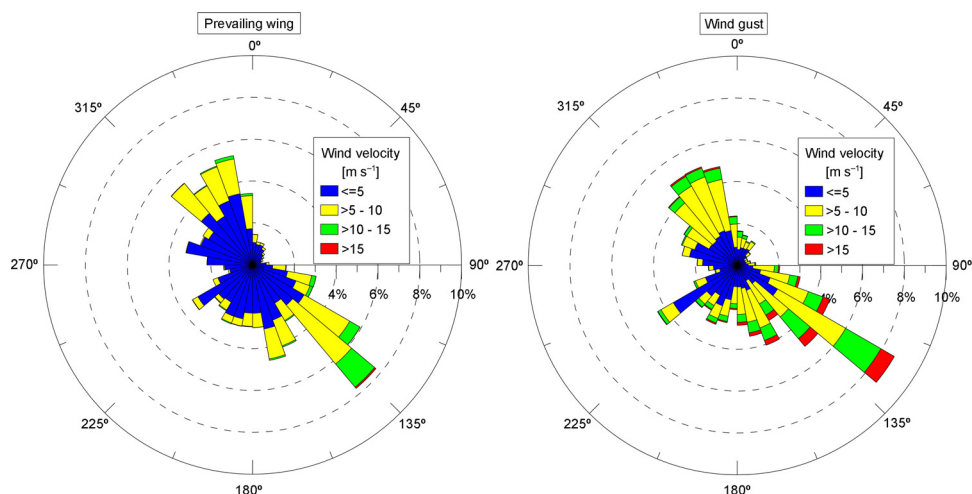 Prevailing wing
0º
45º
90º
135º
180º
225º
270º
315º
4%
6%
8%
10%
Wind velocity
[m s⁻¹]
<=5
>5 - 10
>10 - 15
>15
Wind gust
0º
45º
90º
135º
180º
225º
270º
315º
4%
6%
8%
10%
Wind velocity
[m s⁻¹]
<=5
>5 - 10
>10 - 15
>15